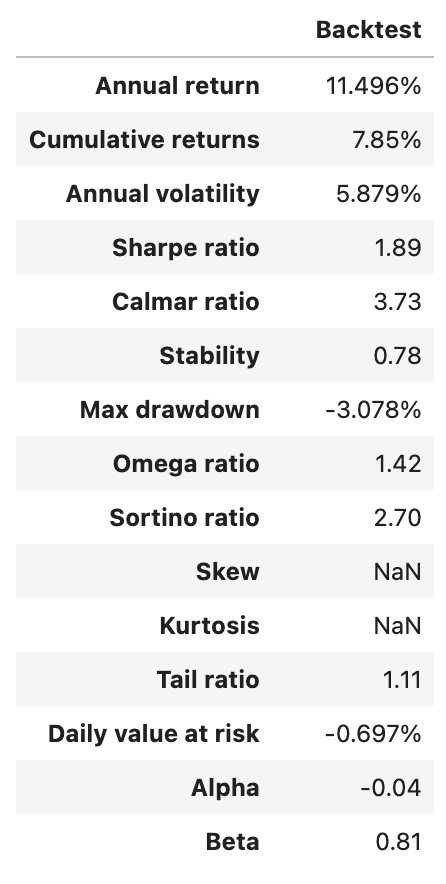 Backtest
Annual return 11.496%
Cumulative returns 7.85%
Annual volatility 5.879%
Sharpe ratio 1.89
Calmar ratio 3.73
Stability 0.78
Max drawdown -3.078%
Omega ratio 1.42
Sortino ratio 2.70
Skew NaN
Kurtosis NaN
Tail ratio 1.11
Daily value at risk -0.697%
Alpha -0.04
Beta 0.81